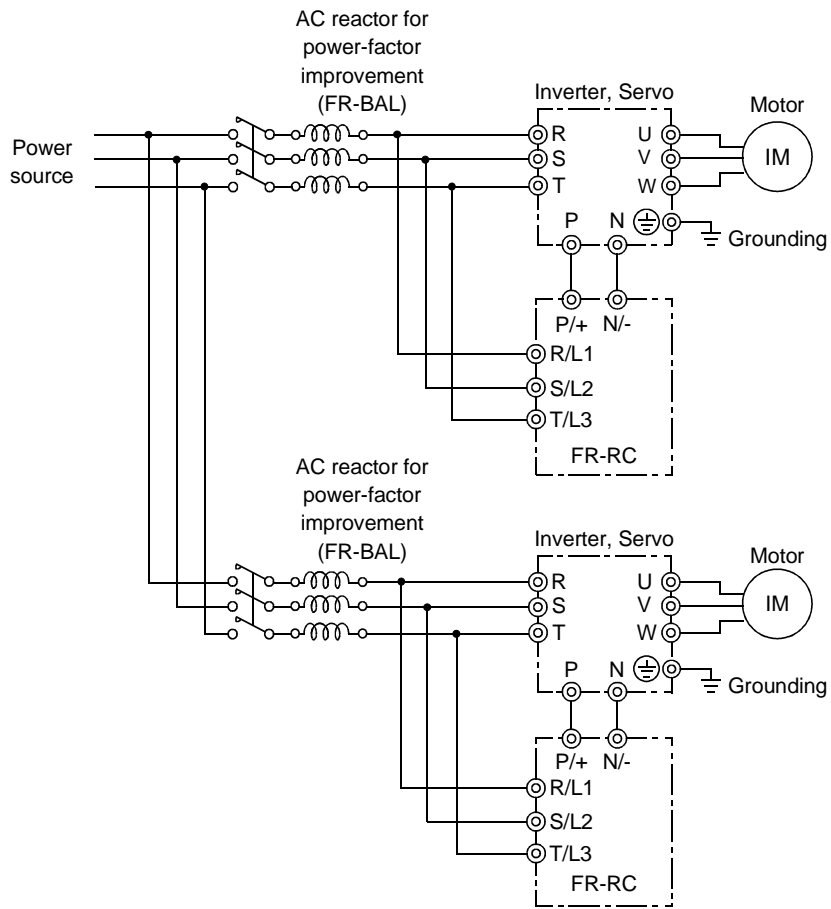 AC reactor for
power-factor
improvement
(FR-BAL)
Inverter, Servo
Motor
Power
source
R
S
T
U
V
W
IM
P
N
Grounding
P/+
N/-
R/L1
S/L2
T/L3
FR-RC
AC reactor for
power-factor
improvement
(FR-BAL)
Inverter, Servo
Motor
R
S
T
U
V
W
IM
P
N
Grounding
P/+
N/-
R/L1
S/L2
T/L3
FR-RC